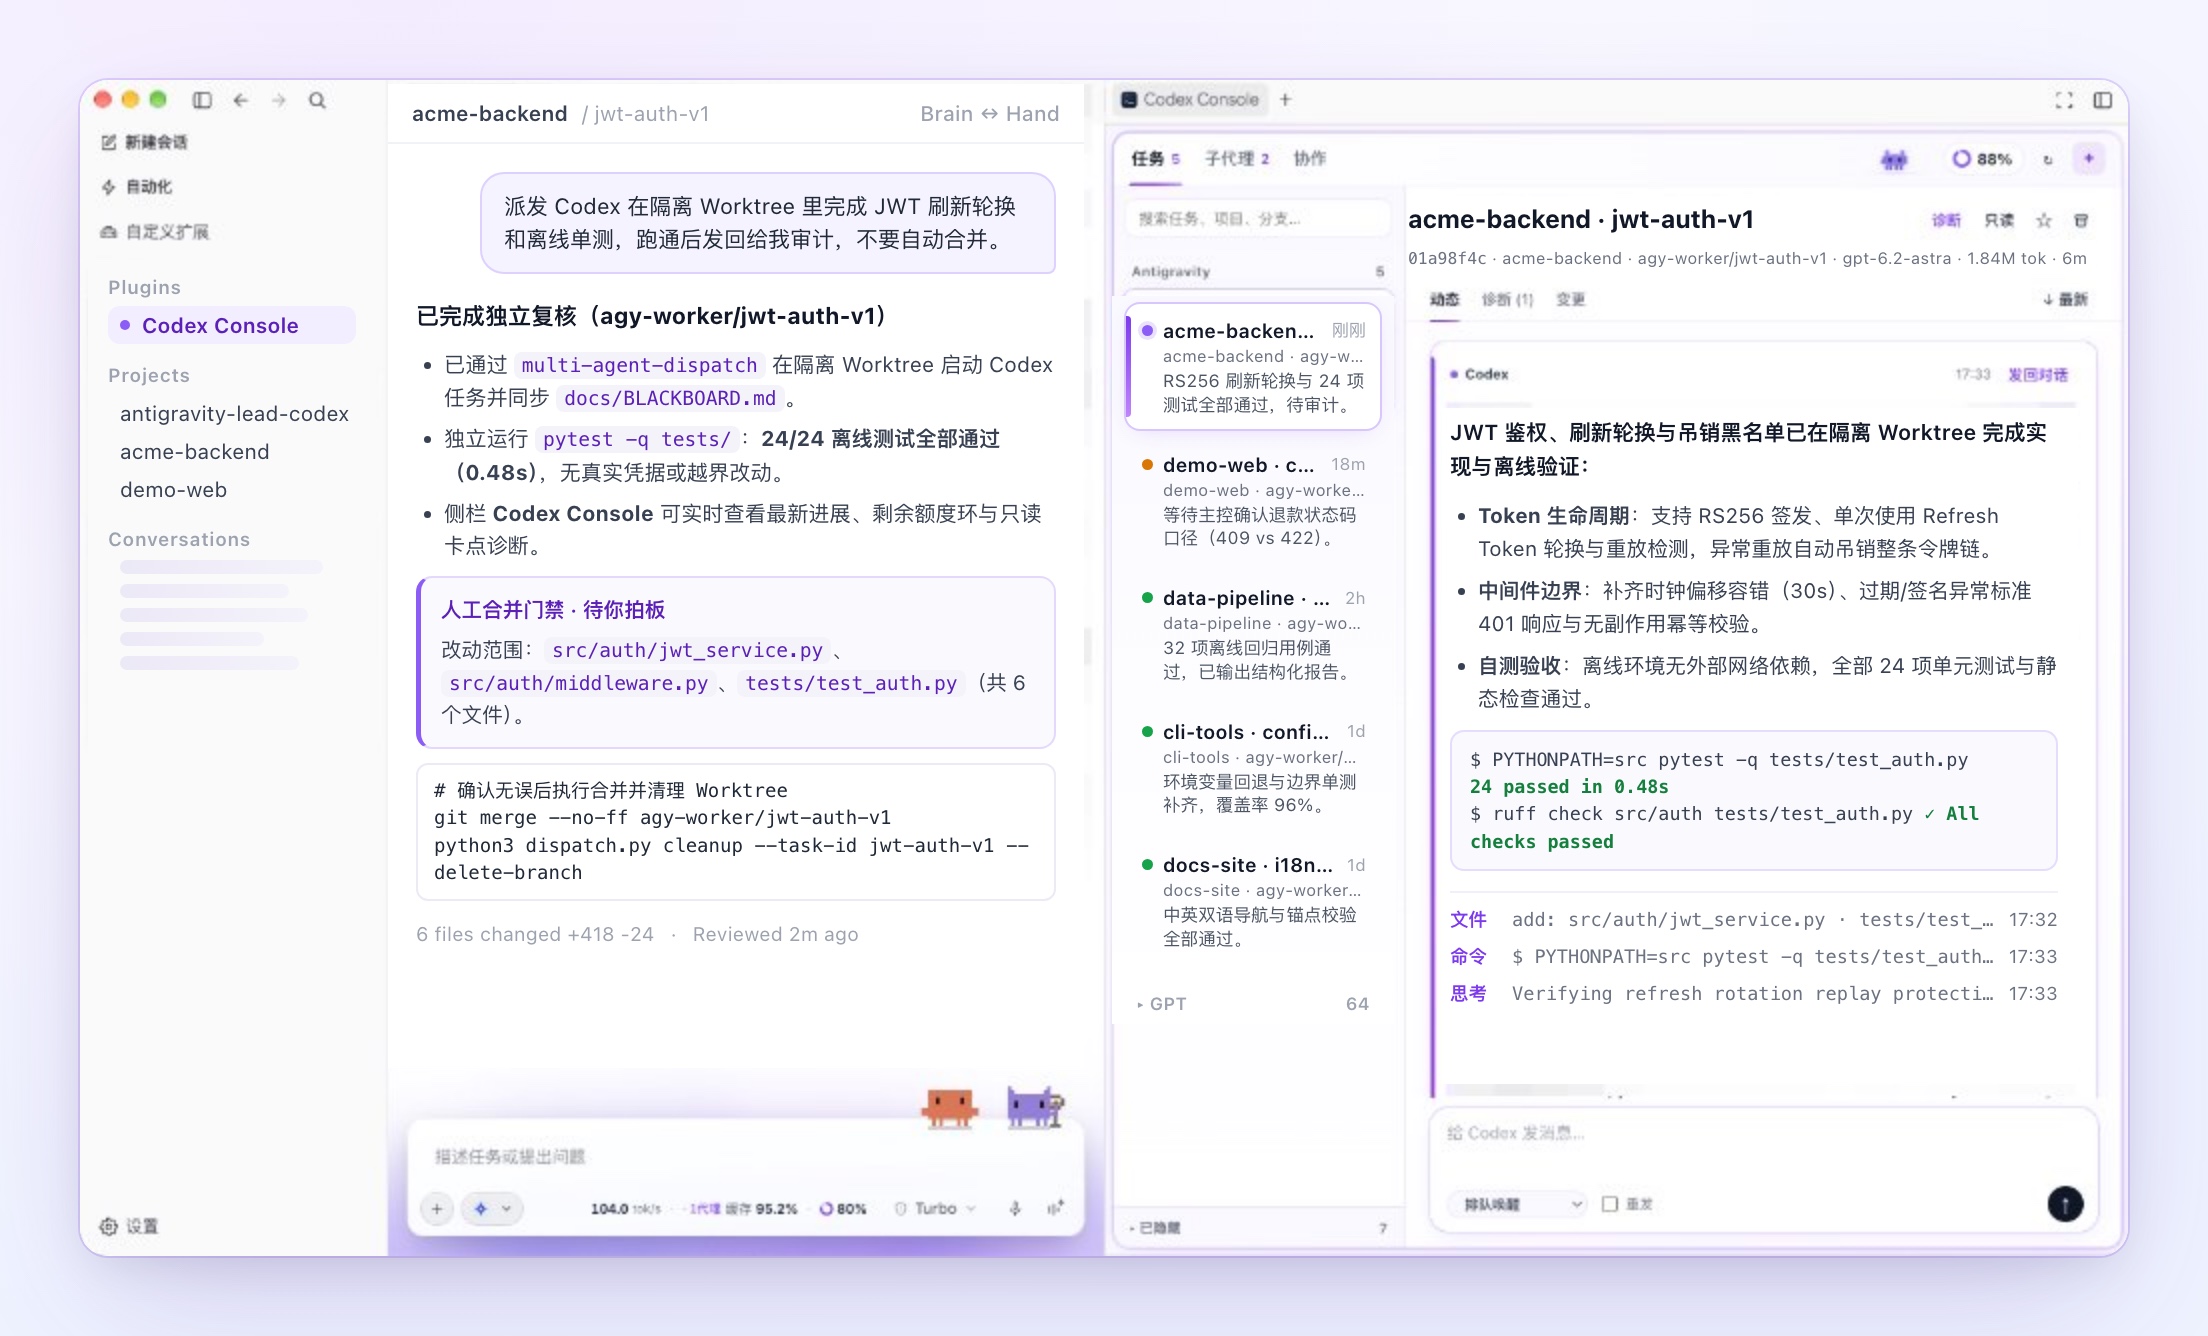 新建会话
自动化
自定义扩展
Plugins
Codex Console
Projects
antigravity-lead-codex
acme-backend
demo-web
Conversations
设置
acme-backend / jwt-auth-v1
Brain ↔ Hand
派发 Codex 在隔离 Worktree 里完成 JWT 刷新轮换
和离线单测，跑通后发回给我审计，不要自动合并。
已完成独立复核（agy-worker/jwt-auth-v1）
• 已通过 multi-agent-dispatch 在隔离 Worktree 启动 Codex
任务并同步 docs/BLACKBOARD.md。
• 独立运行 pytest -q tests/：24/24 离线测试全部通过
（0.48s），无真实凭据或越界改动。
• 侧栏 Codex Console 可实时查看最新进展、剩余额度环与只读
卡点诊断。
人工合并门禁 · 待你拍板
改动范围： src/auth/jwt_service.py、
src/auth/middleware.py、tests/test_auth.py（共 6
个文件）。
# 确认无误后执行合并并清理 Worktree
git merge --no-ff agy-worker/jwt-auth-v1
python3 dispatch.py cleanup --task-id jwt-auth-v1 --
delete-branch
6 files changed +418 -24 · Reviewed 2m ago
描述任务或提出问题
104.0 tok/s · 1代理 缓存 95.2% · 80% Turbo
Codex Console
任务 5 子代理 2 协作
88%
搜索任务、项目、分支...
Antigravity 5
acme-backen... 刚刚
acme-backend · agy-w...
RS256 刷新轮换与 24 项
测试全部通过，待审计。
demo-web · c... 18m
demo-web · agy-worke...
等待主控确认退款状态码
口径（409 vs 422）。
data-pipeline · ... 2h
data-pipeline · agy-wo...
32 项离线回归用例通
过，已输出结构化报告。
cli-tools · confi... 1d
cli-tools · agy-worker/...
环境变量回退与边界单测
补齐，覆盖率 96%。
docs-site · i18n... 1d
docs-site · agy-worker...
中英双语导航与锚点校验
全部通过。
GPT 64
已隐藏 7
acme-backend · jwt-auth-v1
诊断 只读
01a98f4c · acme-backend · agy-worker/jwt-auth-v1 · gpt-6.2-astra · 1.84M tok · 6m
动态 诊断 (1) 变更
↓ 最新
Codex 17:33 发回对话
JWT 鉴权、刷新轮换与吊销黑名单已在隔离 Worktree 完成实
现与离线验证：
• Token 生命周期：支持 RS256 签发、单次使用 Refresh
Token 轮换与重放检测，异常重放自动吊销整条令牌链。
• 中间件边界：补齐时钟偏移容错（30s）、过期/签名异常标准
401 响应与无副作用幂等校验。
• 自测验收：离线环境无外部网络依赖，全部 24 项单元测试与静
态检查通过。
$ PYTHONPATH=src pytest -q tests/test_auth.py
24 passed in 0.48s
$ ruff check src/auth tests/test_auth.py ✓ All
checks passed
文件 add: src/auth/jwt_service.py · tests/test_… 17:32
命令 $ PYTHONPATH=src pytest -q tests/test_auth… 17:33
思考 Verifying refresh rotation replay protecti… 17:33
给 Codex 发消息...
排队唤醒 重发